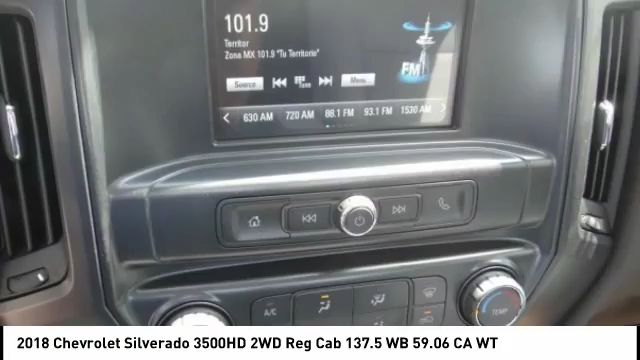 101.9
Territor
Zona MX 101.9 "Tu Territorio"
FM
Source
Tune
Menu
630 AM 720 AM 88.1 FM 93.1 FM 1530 AM
A/C
TEMP
2018 Chevrolet Silverado 3500HD 2WD Reg Cab 137.5 WB 59.06 CA WT